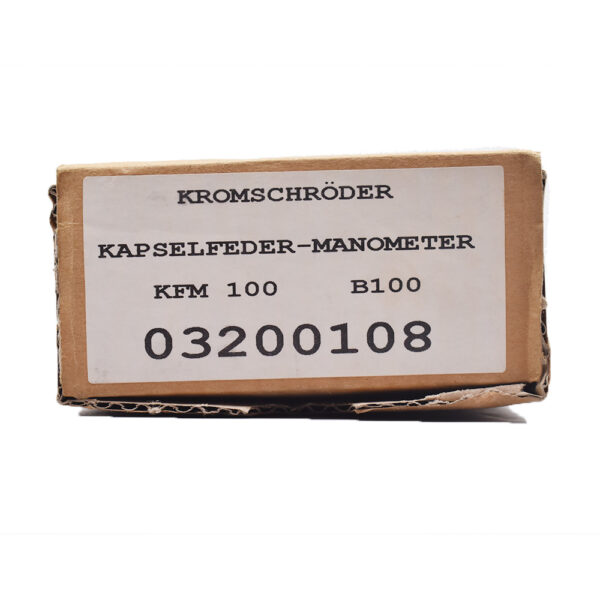 KROMSCHRÖDER
KAPSELFEDER-MANOMETER
KFM 100 B100
03200108